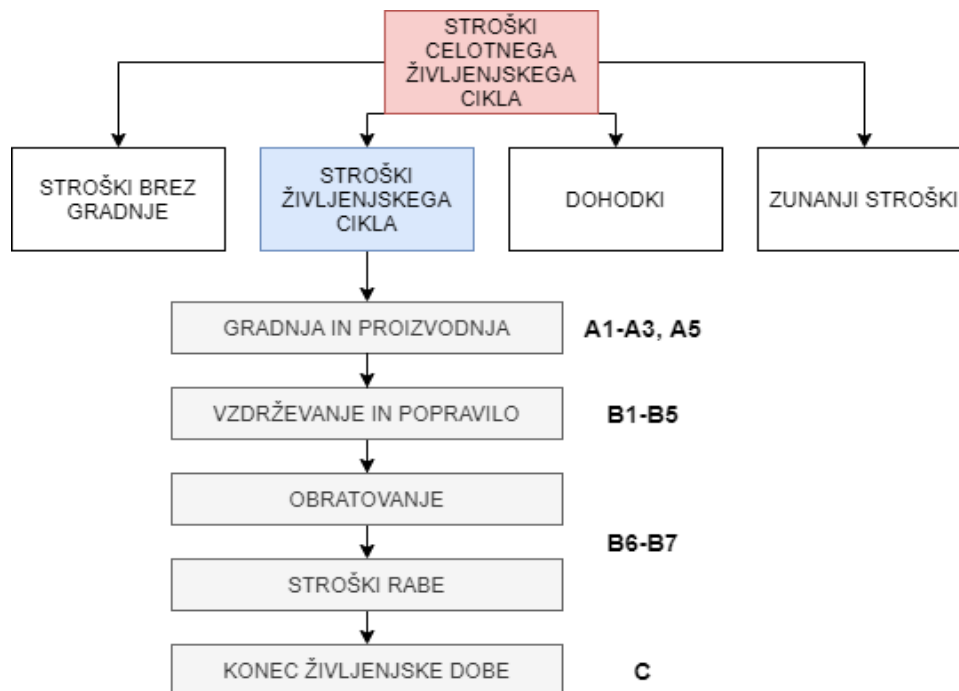 STROŠKI
CELOTNEGA
ŽIVLJENJSKEGA
CIKLA
STROŠKI BREZ
GRADNJE
STROŠKI
ŽIVLJENJSKEGA
CIKLA
DOHODKI
ZUNANJI STROŠKI
GRADNJA IN PROIZVODNJA
A1-A3, A5
VZDRŽEVANJE IN POPRAVILO
B1-B5
OBRATOVANJE
B6-B7
STROŠKI RABE
KONEC ŽIVLJENJSKE DOBE
C